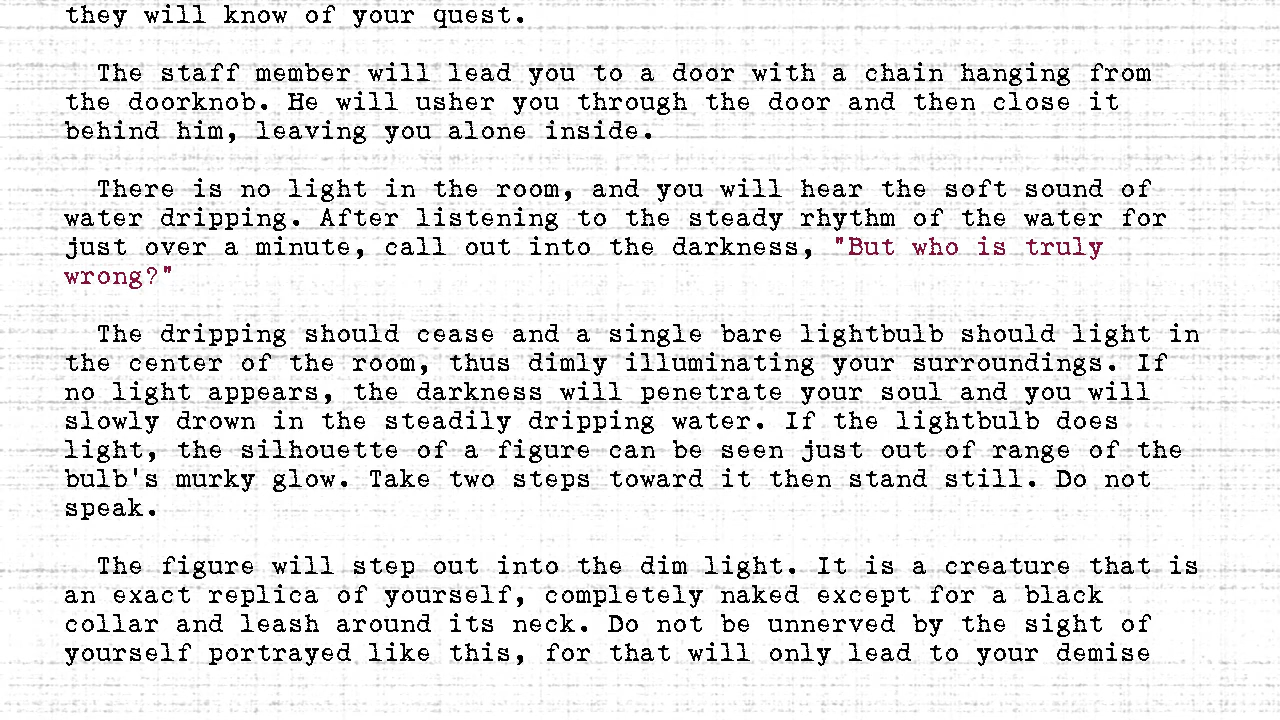 they will know of your quest.
The staff member will lead you to a door with a chain hanging from
the doorknob. He will usher you through the door and then close it
behind him, leaving you alone inside.
There is no light in the room, and you will hear the soft sound of
water dripping. After listening to the steady rhythm of the water for
just over a minute, call out into the darkness, "But who is truly
wrong?"
The dripping should cease and a single bare lightbulb should light in
the center of the room, thus dimly illuminating your surroundings. If
no light appears, the darkness will penetrate your soul and you will
slowly drown in the steadily dripping water. If the lightbulb does
light, the silhouette of a figure can be seen just out of range of the
bulb's murky glow. Take two steps toward it then stand still. Do not
speak.
The figure will step out into the dim light. It is a creature that is
an exact replica of yourself, completely naked except for a black
collar and leash around its neck. Do not be unnerved by the sight of
yourself portrayed like this, for that will only lead to your demise